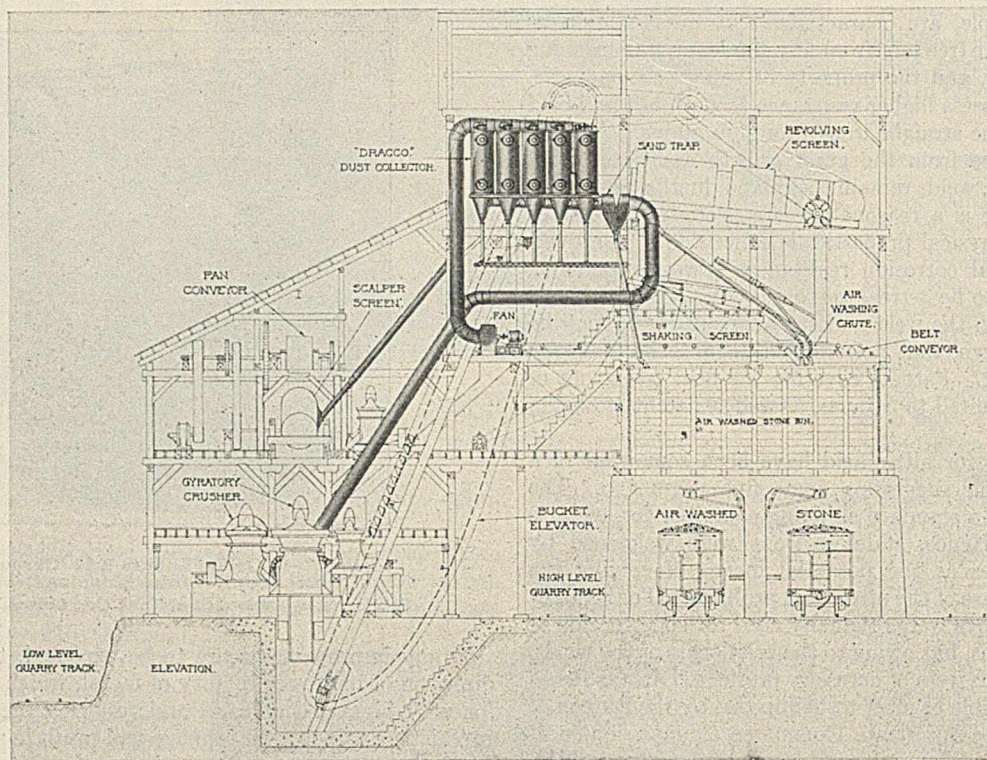 "DRACCO"
DUST COLLECTOR.
SAND TRAP.
REVOLVING
SCREEN.
PAN
CONVEYOR
SCALPER
SCREEN.
FAN
SHAKING SCREEN.
AIR
WASHING
CHUTE.
BELT
CONVEYOR
AIR WASHED STONE BIN.
GYRATORY
CRUSHER.
BUCKET
ELEVATOR.
AIR WASHED STONE.
HIGH LEVEL
QUARRY TRACK
LOW LEVEL
QUARRY TRACK
ELEVATION.